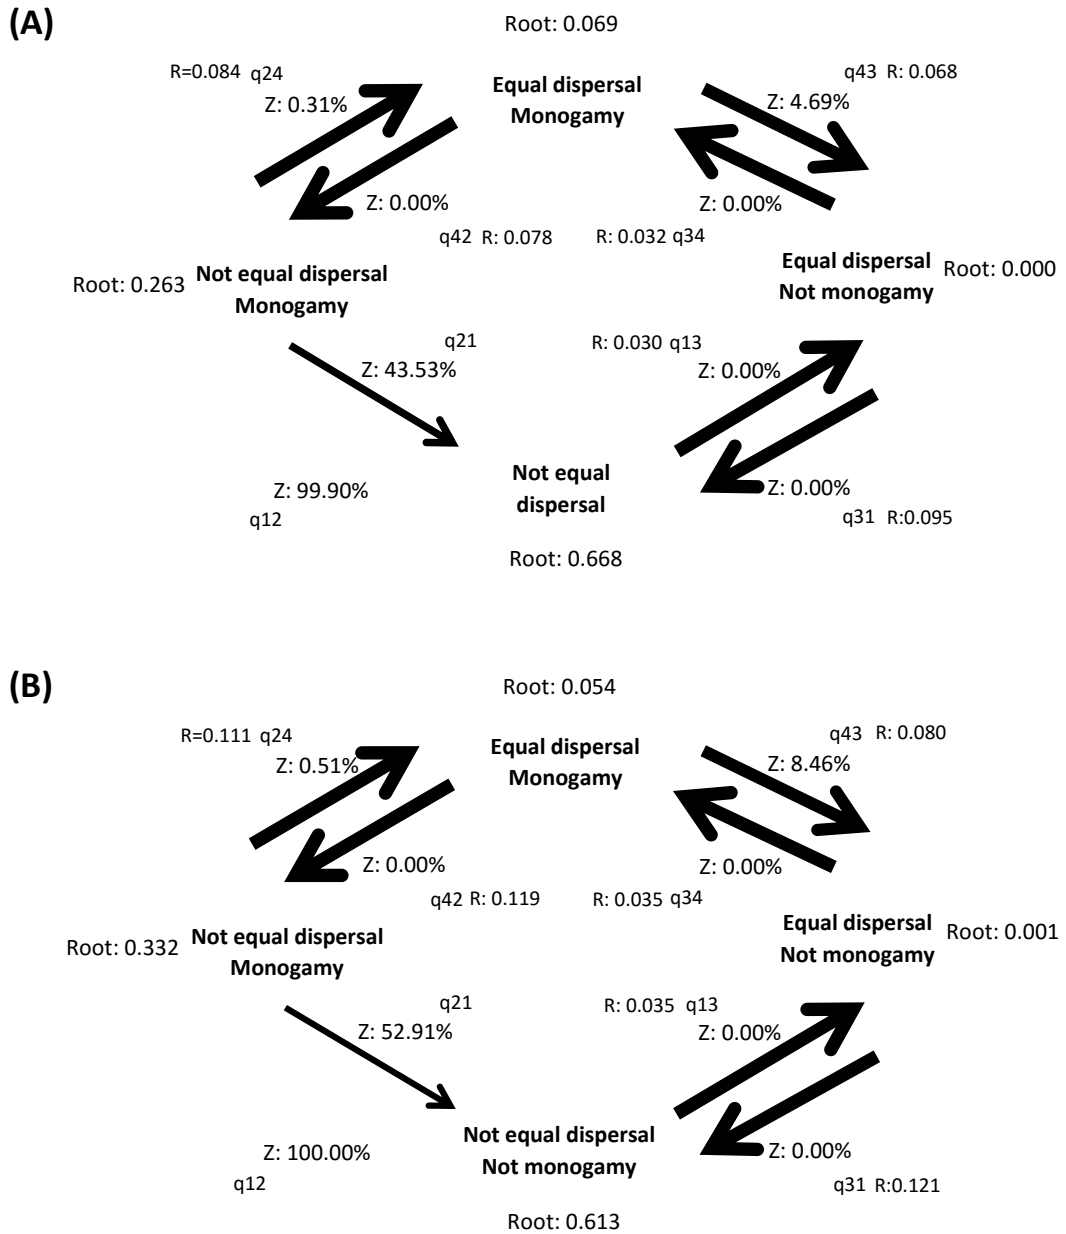 (A)
Root: 0.069
R=0.084 q24
Z: 0.31%
Equal dispersal
Monogamy
q43 R: 0.068
Z: 4.69%
Z: 0.00%
q42 R: 0.078
Z: 0.00%
R: 0.032 q34
Root: 0.263
Not equal dispersal
Monogamy
Equal dispersal
Not monogamy
Root: 0.000
q21
Z: 43.53%
R: 0.030 q13
Z: 0.00%
Z: 99.90%
q12
Not equal
dispersal
Z: 0.00%
q31 R:0.095
Root: 0.668
(B)
Root: 0.054
R=0.111 q24
Z: 0.51%
Equal dispersal
Monogamy
q43 R: 0.080
Z: 8.46%
Z: 0.00%
q42 R: 0.119
Z: 0.00%
R: 0.035 q34
Root: 0.332
Not equal dispersal
Monogamy
Equal dispersal
Not monogamy
Root: 0.001
q21
Z: 52.91%
R: 0.035 q13
Z: 0.00%
Z: 100.00%
q12
Not equal dispersal
Not monogamy
Z: 0.00%
q31 R:0.121
Root: 0.613